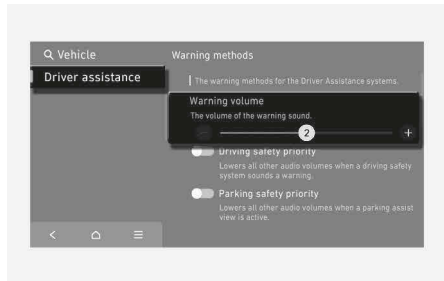 Vehicle
Warning methods
Driver assistance
The warning methods for the Driver Assistance systems.
Warning volume
The volume of the warning sound.
2
Driving safety priority
Lowers all other audio volumes when a driving safety
system sounds a warning.
Parking safety priority
Lowers all other audio volumes when a parking assist
view is active.